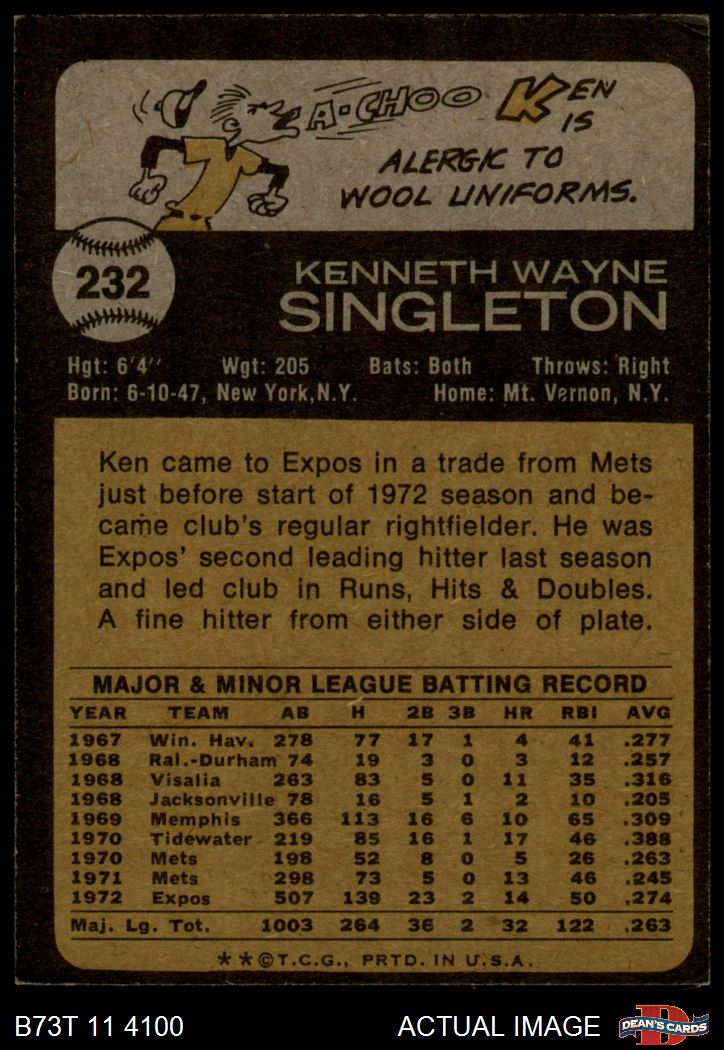 A-CHOO KEN
IS
ALERGIC TO
WOOL UNIFORMS.
232
KENNETH WAYNE
SINGLETON
Hgt: 6'4'' Wgt: 205 Bats: Both Throws: Right
Born: 6-10-47, New York, N.Y. Home: Mt. Vernon, N.Y.
Ken came to Expos in a trade from Mets
just before start of 1972 season and be-
came club's regular rightfielder. He was
Expos' second leading hitter last season
and led club in Runs, Hits & Doubles.
A fine hitter from either side of plate.
MAJOR & MINOR LEAGUE BATTING RECORD
YEAR TEAM AB H 2B 3B HR RBI AVG
1967 Win. Hav. 278 77 17 1 4 41 .277
1968 Ral.-Durham 74 19 3 0 3 12 .257
1968 Visalia 263 83 5 0 11 35 .316
1968 Jacksonville 78 16 5 1 2 10 .205
1969 Memphis 366 113 16 6 10 65 .309
1970 Tidewater 219 85 16 1 17 46 .388
1970 Mets 198 52 8 0 5 26 .263
1971 Mets 298 73 5 0 13 46 .245
1972 Expos 507 139 23 2 14 50 .274
Maj. Lg. Tot. 1003 264 36 2 32 122 .263
**©T.C.G., PRTD. IN U.S.A.
B73T 11 4100 ACTUAL IMAGE D DEAN'S CARDS